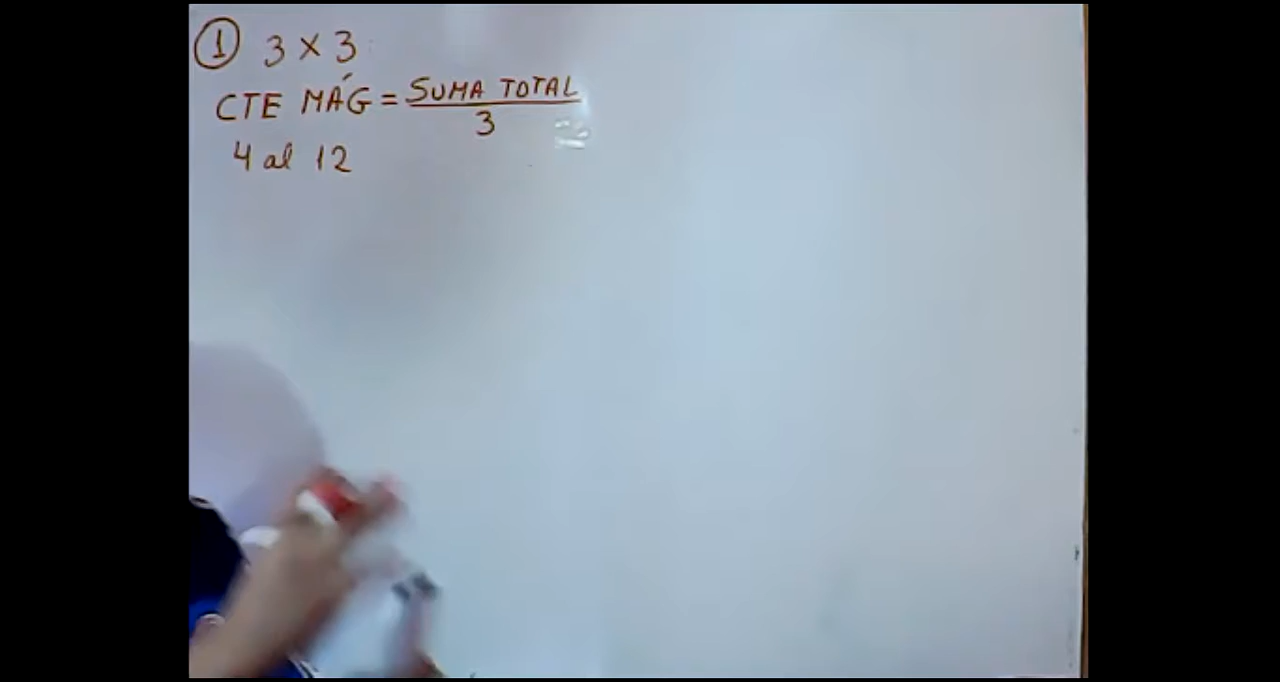 ① 3 × 3
CTE MÁG = SUMA TOTAL / 3
4 al 12